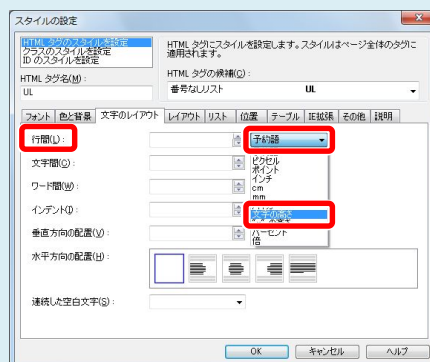 スタイルの設定
HTML タグのスタイルを設定
クラスのスタイルを設定
ID のスタイルを設定
HTML タグにスタイルを設定します。スタイルはページ全体のタグに
適用されます。
HTML タグ名(M) :
HTML タグの候補(C) :
UL
番号なしリスト UL
フォント 色と背景 文字のレイアウト レイアウト リスト 位置 テーブル IE拡張 その他 説明
行間(L) :
予約語
文字間(C) :
ピクセル
ポイント
インチ
ワード間(W) :
cm
mm
インデント(I) :
文字の高さ
垂直方向の配置(V) :
パーセント
倍
水平方向の配置(H) :
連続した空白文字(S) :
OK キャンセル ヘルプ